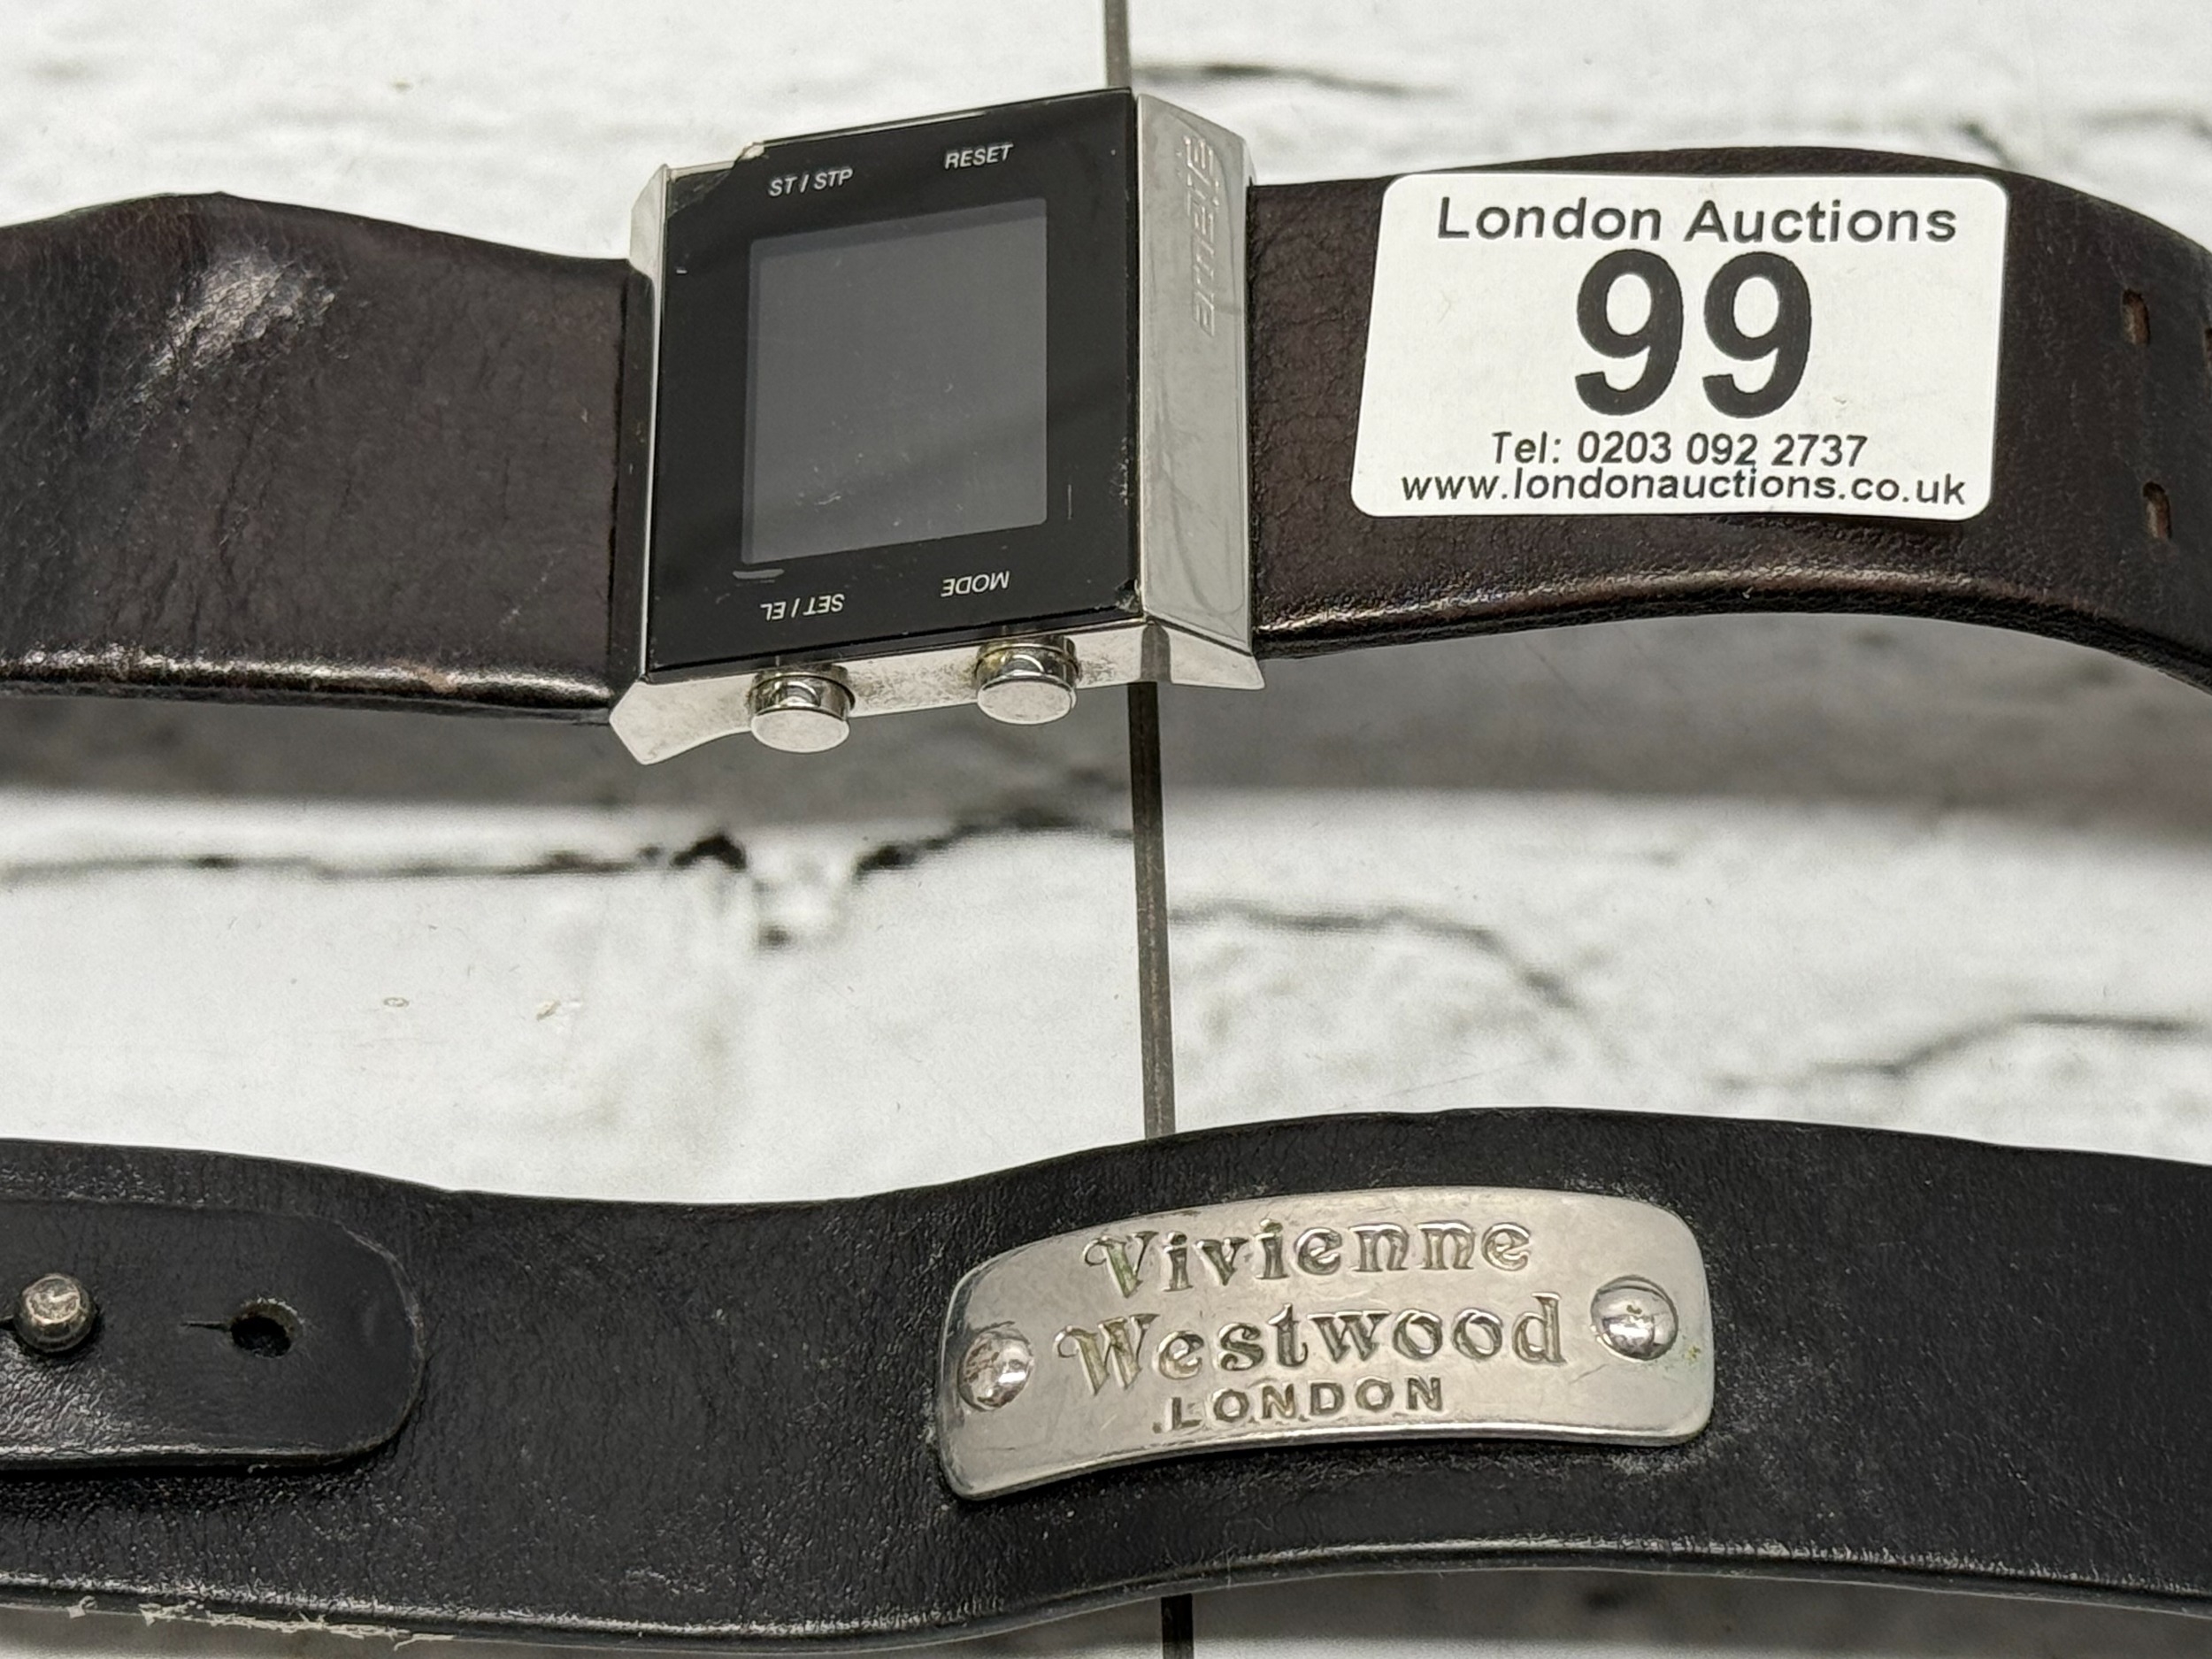 ST / STP
RESET
SET / EL
MODE
London Auctions
99
Tel: 0203 092 2737
www.londonauctions.co.uk
Vivienne
Westwood
LONDON